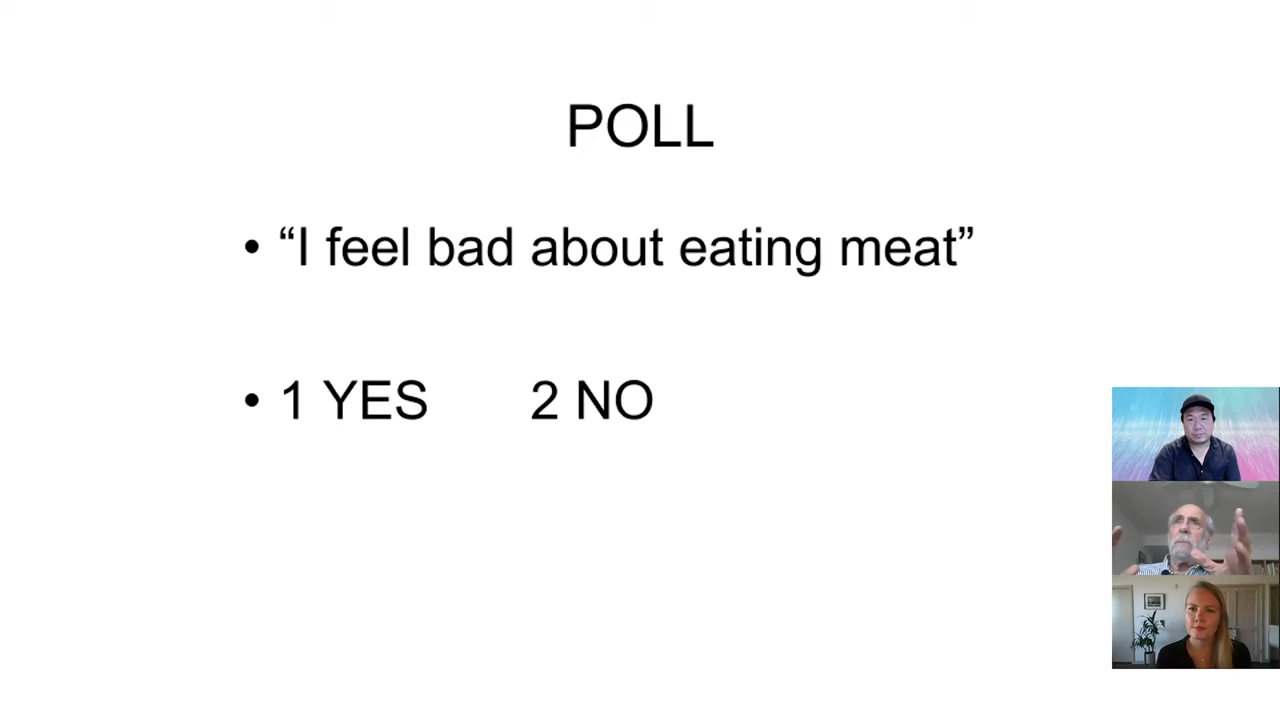 POLL
• “I feel bad about eating meat”
• 1 YES 2 NO